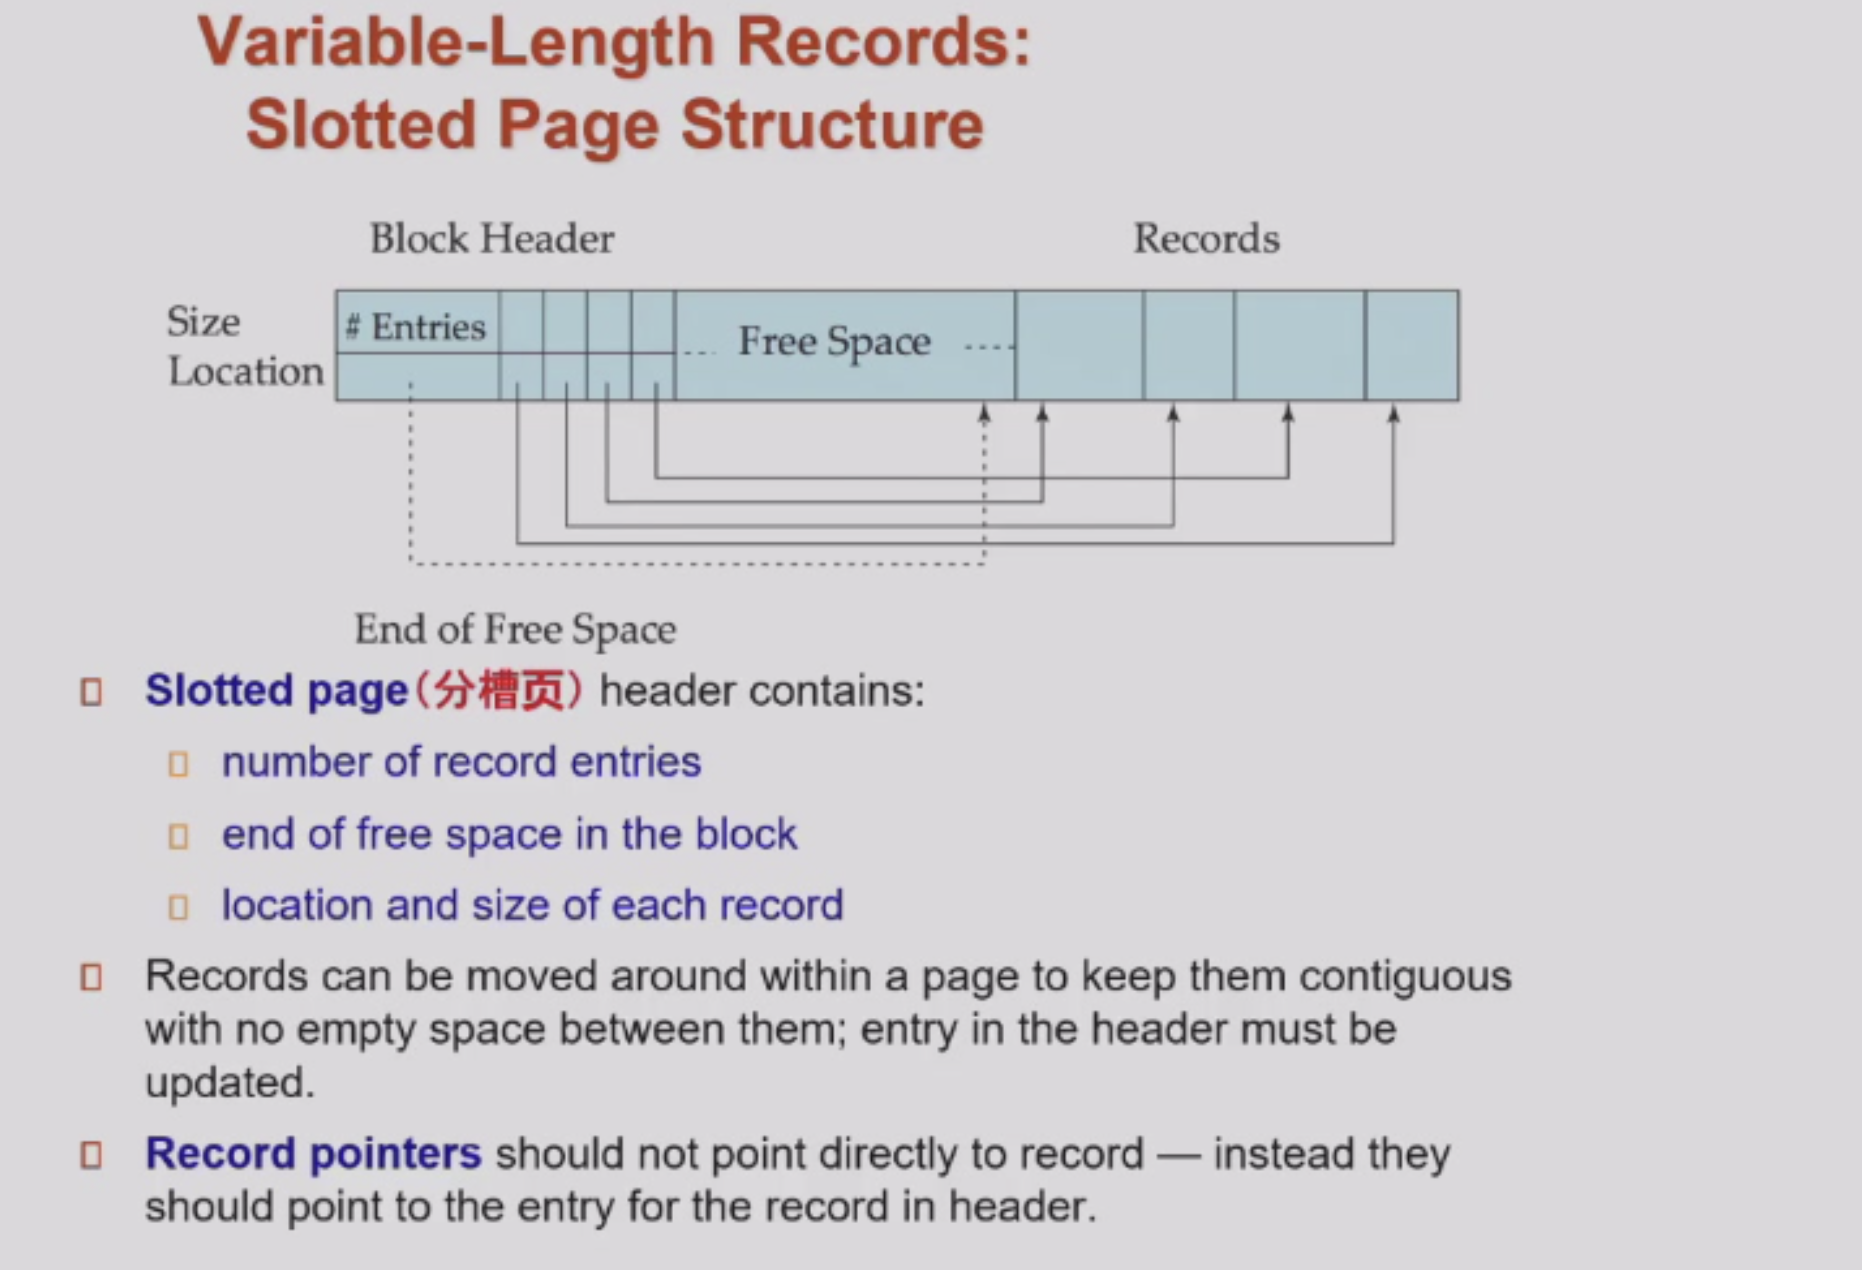 Variable-Length Records:
Slotted Page Structure
Block Header
Records
Size
Location
# Entries
Free Space
End of Free Space
Slotted page(分槽页) header contains:
number of record entries
end of free space in the block
location and size of each record
Records can be moved around within a page to keep them contiguous
with no empty space between them; entry in the header must be
updated.
Record pointers should not point directly to record — instead they
should point to the entry for the record in header.